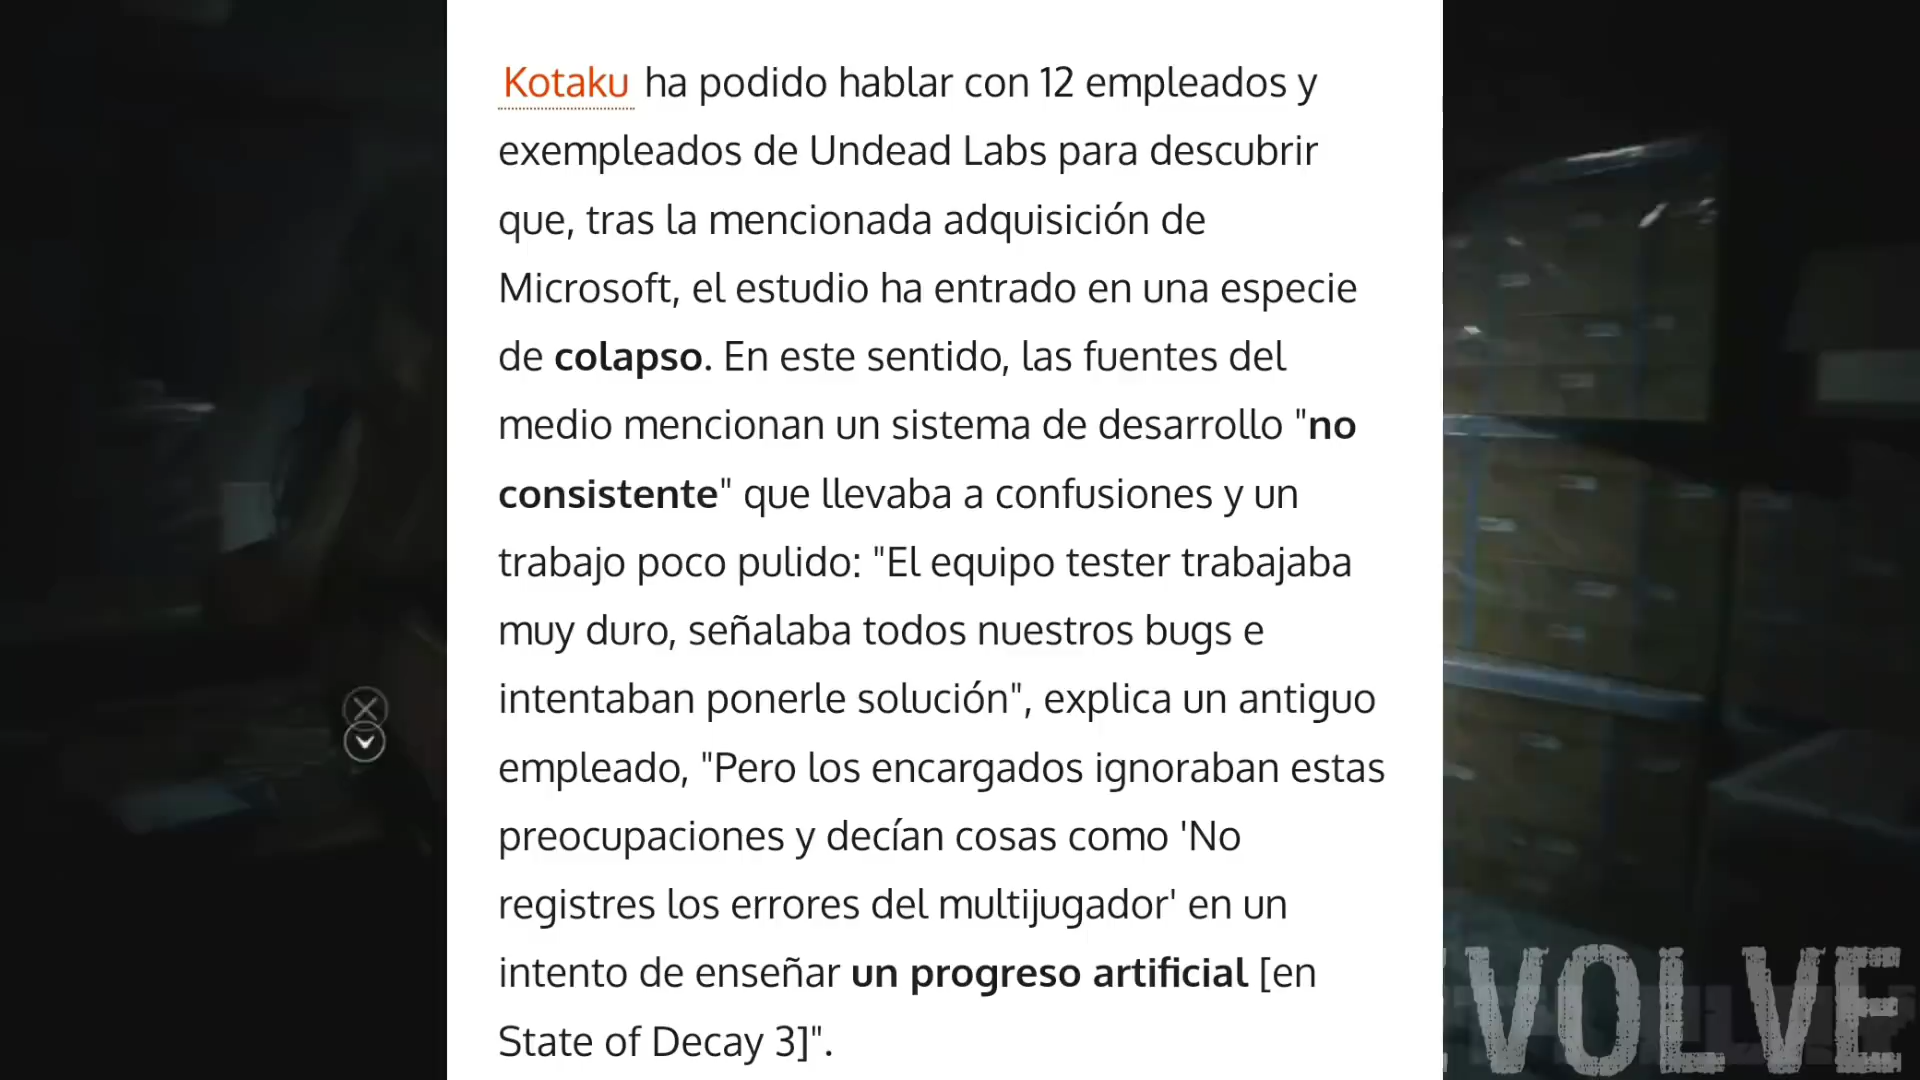 Kotaku ha podido hablar con 12 empleados y
exempleados de Undead Labs para descubrir
que, tras la mencionada adquisición de
Microsoft, el estudio ha entrado en una especie
de colapso. En este sentido, las fuentes del
medio mencionan un sistema de desarrollo "no
consistente" que llevaba a confusiones y un
trabajo poco pulido: "El equipo tester trabajaba
muy duro, señalaba todos nuestros bugs e
intentaban ponerle solución", explica un antiguo
empleado, "Pero los encargados ignoraban estas
preocupaciones y decían cosas como 'No
registres los errores del multijugador' en un
intento de enseñar un progreso artificial [en
State of Decay 3]".
VOLVE